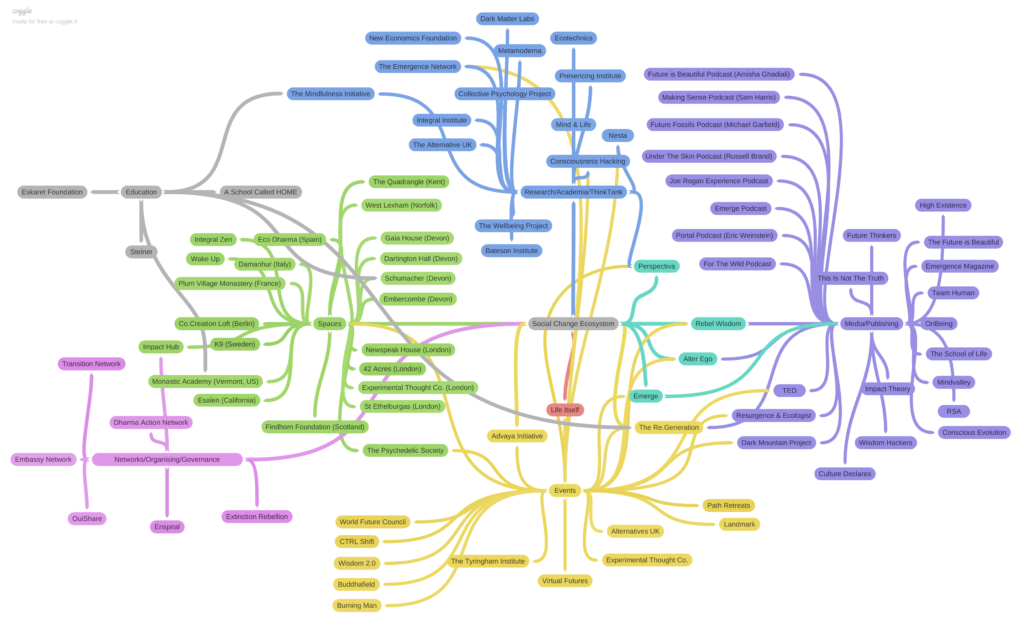 coggle
made for free at coggle.it
Dark Matter Labs
New Economics Foundation
Ecotechnics
Metamoderna
The Emergence Network
Presencing Institute
Future is Beautiful Podcast (Amisha Ghadiali)
The Mindfulness Initiative
Collective Psychology Project
Making Sense Podcast (Sam Harris)
Integral Institute
Mind & Life
Future Fossils Podcast (Michael Garfield)
Nesta
The Alternative UK
Consciousness Hacking
Under The Skin Podcast (Russell Brand)
The Quadrangle (Kent)
Joe Rogan Experience Podcast
Eskaret Foundation
Education
A School Called HOME
Research/Academia/ThinkTank
West Lexham (Norfolk)
Emerge Podcast
High Existence
The Wellbeing Project
Integral Zen
Eco Dharma (Spain)
Gaia House (Devon)
Portal Podcast (Eric Weinstein)
Future Thinkers
The Future is Beautiful
Steiner
Bateson Institute
Wake Up
Damanhur (Italy)
Dartington Hall (Devon)
Perspectiva
For The Wild Podcast
Emergence Magazine
Plum Village Monastery (France)
Schumacher (Devon)
This Is Not The Truth
Team Human
Embercombe (Devon)
Co.Creation Loft (Berlin)
Spaces
Social Change Ecosystem
Rebel Wisdom
Media/Publishing
OnBeing
Impact Hub
K9 (Sweden)
Newspeak House (London)
Alter Ego
The School of Life
Transition Network
42 Acres (London)
Monastic Academy (Vermont, US)
Experimental Thought Co. (London)
Mindvalley
Impact Theory
TED
Esalen (California)
Emerge
St Ethelburgas (London)
Life Itself
RSA
Resurgence & Ecologist
Dharma Action Network
Findhorn Foundation (Scotland)
The Re.Generation
Conscious Evolution
Advaya Initiative
Dark Mountain Project
Wisdom Hackers
The Psychedelic Society
Embassy Network
Networks/Organising/Governance
Culture Declares
Events
Path Retreats
OuiShare
Extinction Rebellion
World Future Council
Landmark
Enspiral
Alternatives UK
CTRL Shift
Wisdom 2.0
The Tyringham Institute
Experimental Thought Co.
Buddhafield
Virtual Futures
Burning Man